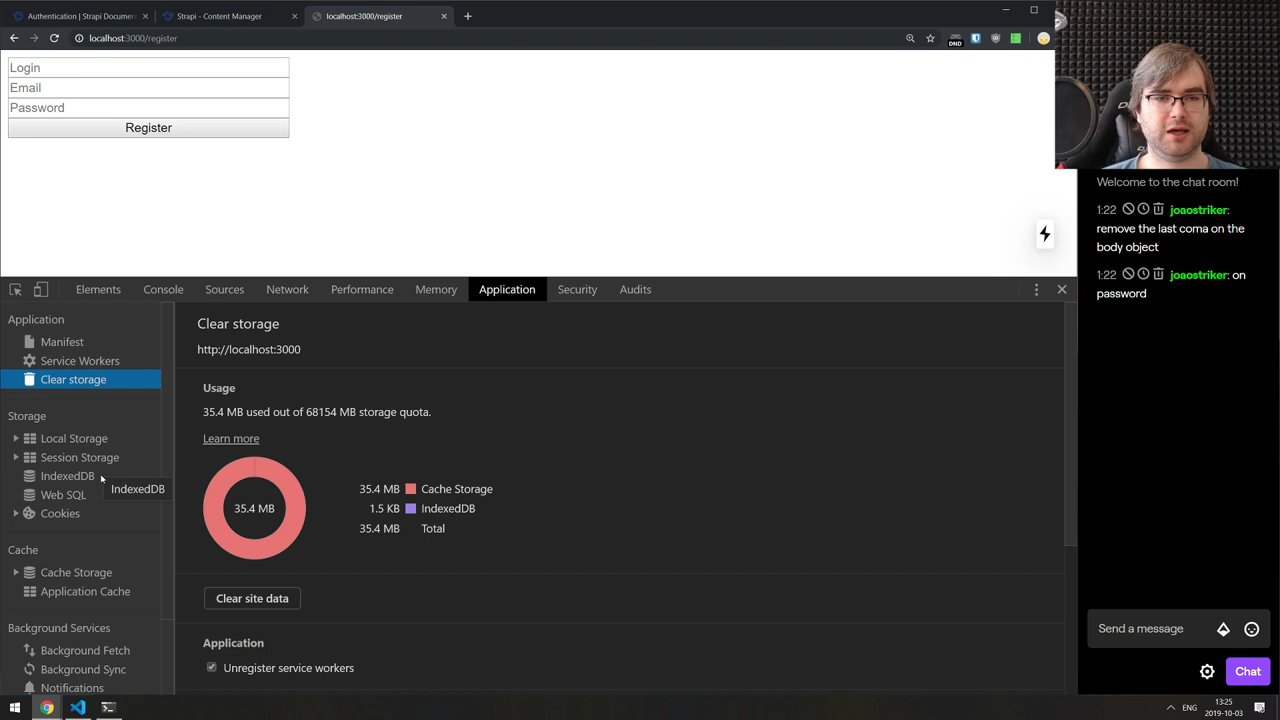 Authentication | Strapi Documen
Strapi - Content Manager
localhost:3000/register
localhost:3000/register
DND
Login
Email
Password
Register
Welcome to the chat room!
1:22 joaostriker:
remove the last coma on the
body object
1:22 joaostriker: on
password
Elements Console Sources Network Performance Memory Application Security Audits
Application
Manifest
Service Workers
Clear storage
Storage
Local Storage
Session Storage
IndexedDB
IndexedDB
Web SQL
Cookies
Cache
Cache Storage
Application Cache
Background Services
Background Fetch
Background Sync
Notifications
Clear storage
http://localhost:3000
Usage
35.4 MB used out of 68154 MB storage quota.
Learn more
35.4 MB
35.4 MB Cache Storage
1.5 KB IndexedDB
35.4 MB Total
Clear site data
Application
Unregister service workers
Send a message
Chat
ENG
13:25
2019-10-03